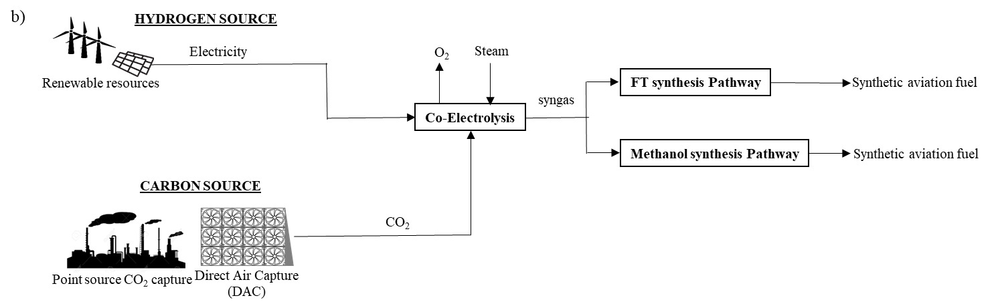 b)
HYDROGEN SOURCE
Electricity
Renewable resources
O₂
Steam
Co-Electrolysis
syngas
FT synthesis Pathway
Synthetic aviation fuel
Methanol synthesis Pathway
Synthetic aviation fuel
CARBON SOURCE
CO₂
Point source CO₂ capture
Direct Air Capture
(DAC)